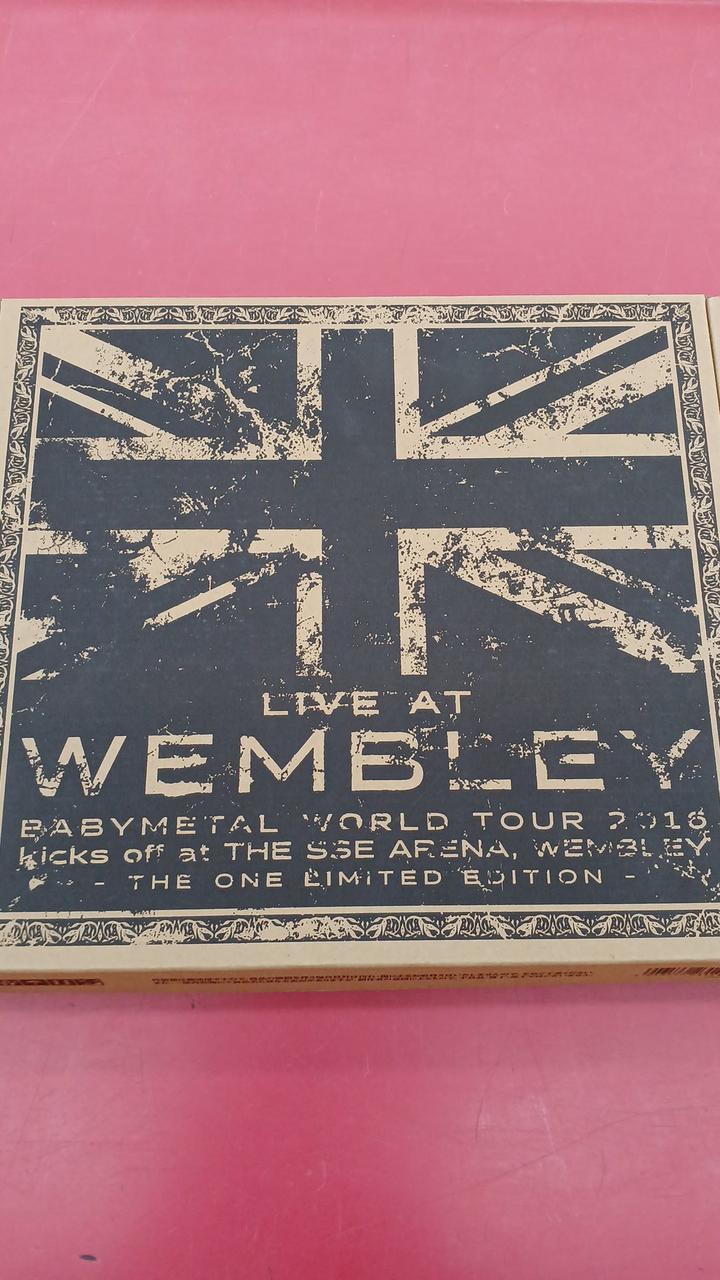 LIVE AT
WEMBLEY
BABYMETAL WORLD TOUR 2016
kicks off at THE SSE ARENA, WEMBLEY
- THE ONE LIMITED EDITION -